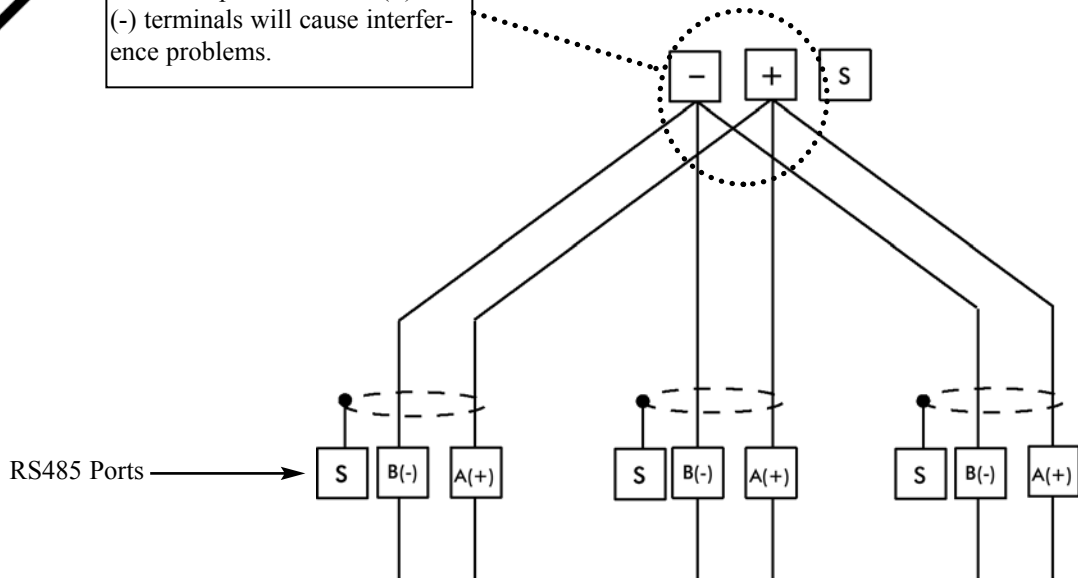 (-) terminals will cause interfer-
ence problems.
- + S
RS485 Ports S B(-) A(+) S B(-) A(+) S B(-) A(+)